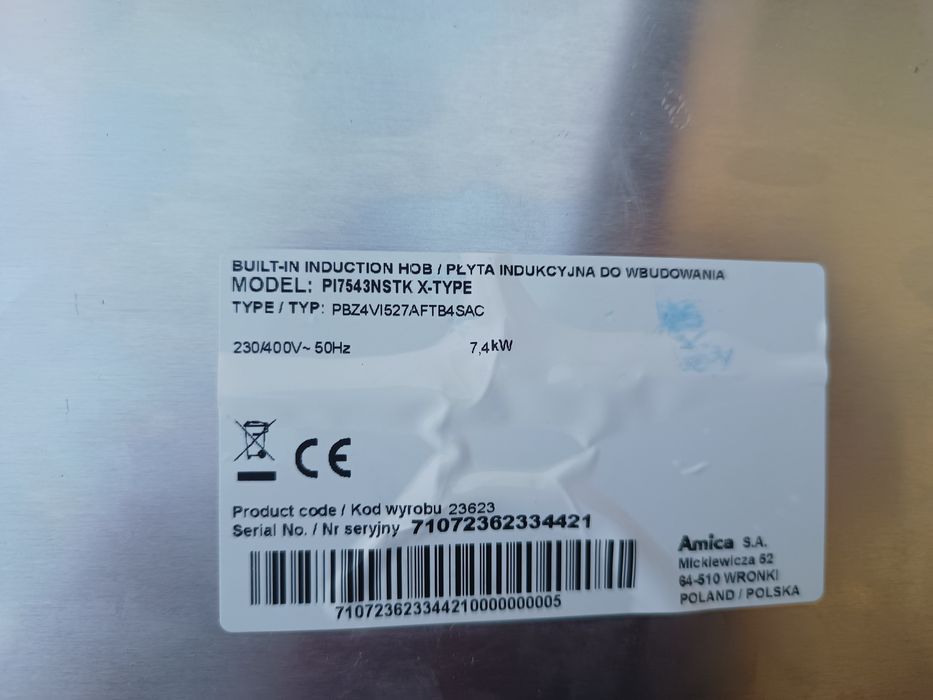 BUILT-IN INDUCTION HOB / PŁYTA INDUKCYJNA DO WBUDOWANIA
MODEL: PI7543NSTK X-TYPE
TYPE / TYP: PBZ4VI527AFTB4SAC
230/400V~ 50Hz 7,4kW
CE
Product code / Kod wyrobu 23623
Serial No. / Nr seryjny 71072362334421
710723623344210000000005
Amica S.A.
Mickiewicza 52
64-510 WRONKI
POLAND / POLSKA